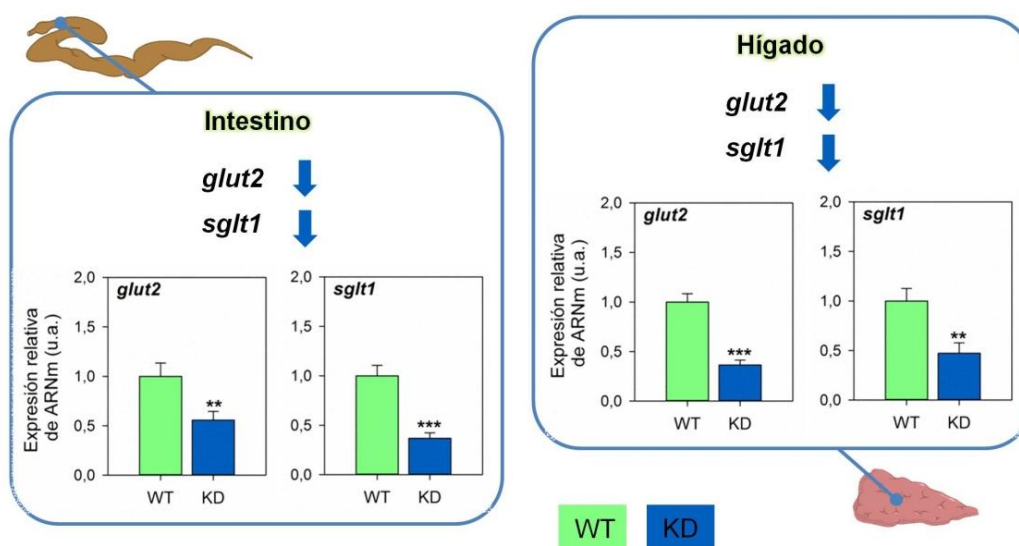 Intestino
glut2
sglt1
Expresión relativa
de ARNm (u.a.)
2,0
1,5
1,0
0,5
0,0
glut2
**
WT KD
2,0
1,5
1,0
0,5
0,0
sglt1
***
WT KD
Hígado
glut2
sglt1
Expresión relativa
de ARNm (u.a.)
2,0
1,5
1,0
0,5
0,0
glut2
***
WT KD
2,0
1,5
1,0
0,5
0,0
sglt1
**
WT KD
WT KD